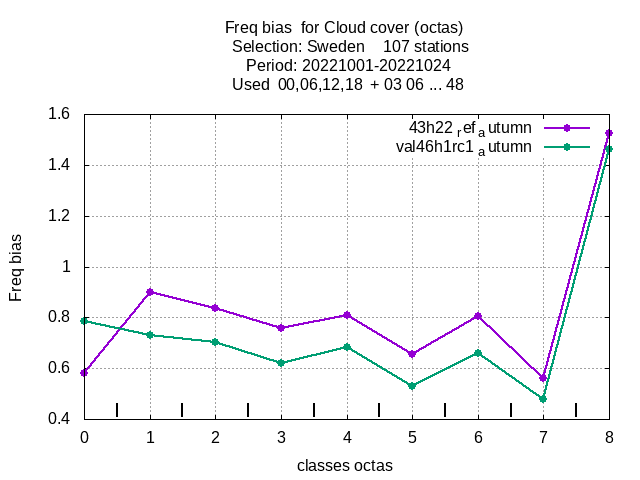 Freq bias  for Cloud cover (octas)
Selection: Sweden    107 stations
Period: 20221001-20221024
Used  00,06,12,18  + 03 06 ... 48
43h22 ref autumn
val46h1rc1 autumn
1.6
1.4
1.2
1
0.8
0.6
0.4
Freq bias
0 1 2 3 4 5 6 7 8
classes octas